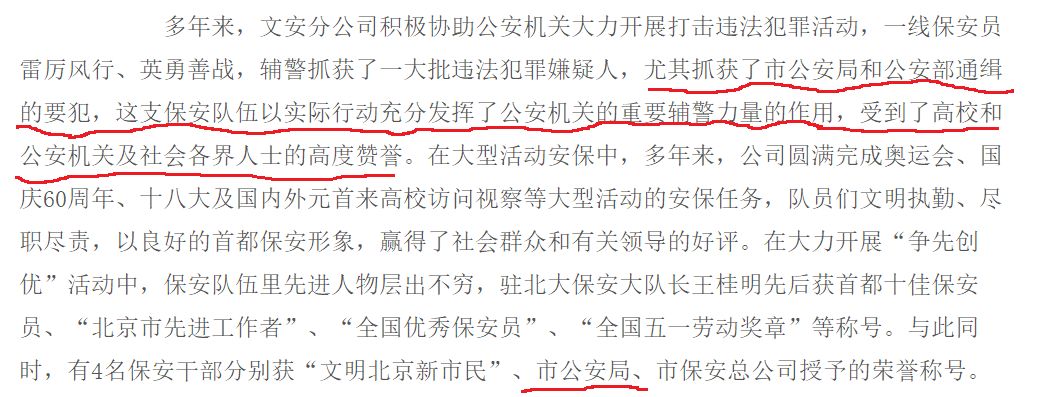 多年来，文安分公司积极协助公安机关大力开展打击违法犯罪活动，一线保安员
雷厉风行、英勇善战，辅警抓获了一大批违法犯罪嫌疑人，尤其抓获了市公安局和公安部通缉
的要犯，这支保安队伍以实际行动充分发挥了公安机关的重要辅警力量的作用，受到了高校和
公安机关及社会各界人士的高度赞誉。在大型活动安保中，多年来，公司圆满完成奥运会、国
庆60周年、十八大及国内外元首来高校访问视察等大型活动的安保任务，队员们文明执勤、尽
职尽责，以良好的首都保安形象，赢得了社会群众和有关领导的好评。在大力开展“争先创
优”活动中，保安队伍里先进人物层出不穷，驻北大保安大队长王桂明先后获首都十佳保安
员、“北京市先进工作者”、“全国优秀保安员”、“全国五一劳动奖章”等称号。与此同
时，有4名保安干部分别获“文明北京新市民”、市公安局、市保安总公司授予的荣誉称号。